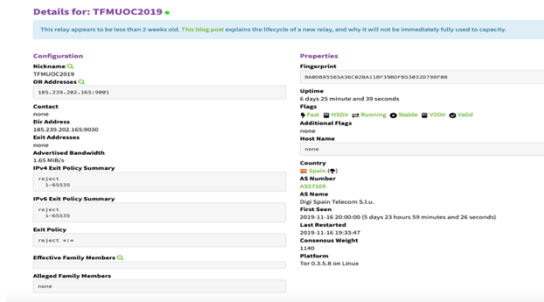 Details for: TFMUOC2019
This relay appears to be less than 2 weeks old. This blog post explains the lifecycle of a new relay, and why it will not be immediately fully used to capacity.
Configuration
Nickname
TFMUOC2019
OR Addresses
185.239.202.165:9001
Contact
none
Dir Address
185.239.202.165:9030
Exit Addresses
none
Advertised Bandwidth
1.65 MiB/s
IPv4 Exit Policy Summary
reject
1-65535
IPv6 Exit Policy Summary
reject
1-65535
Exit Policy
reject *:*
Effective Family Members
Alleged Family Members
none
Properties
Fingerprint
Uptime
6 days 25 minute and 39 seconds
Flags
Fast HSDir Running Stable V2Dir Valid
Additional Flags
none
Host Name
none
Country
Spain
AS Number
AS57269
AS Name
Digi Spain Telecom S.l.u.
First Seen
2019-11-16 20:00:00 (5 days 23 hours 59 minutes and 26 seconds)
Last Restarted
2019-11-16 19:33:47
Consensus Weight
1140
Platform
Tor 0.3.5.8 on Linux